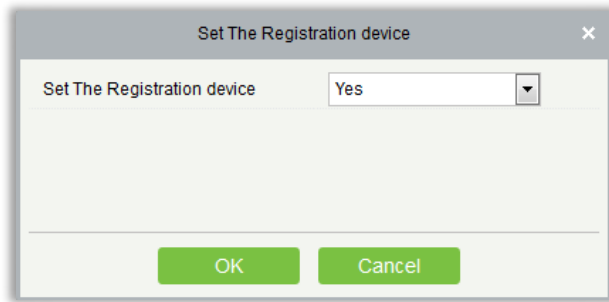 Set The Registration device ×
Set The Registration device Yes
OK Cancel